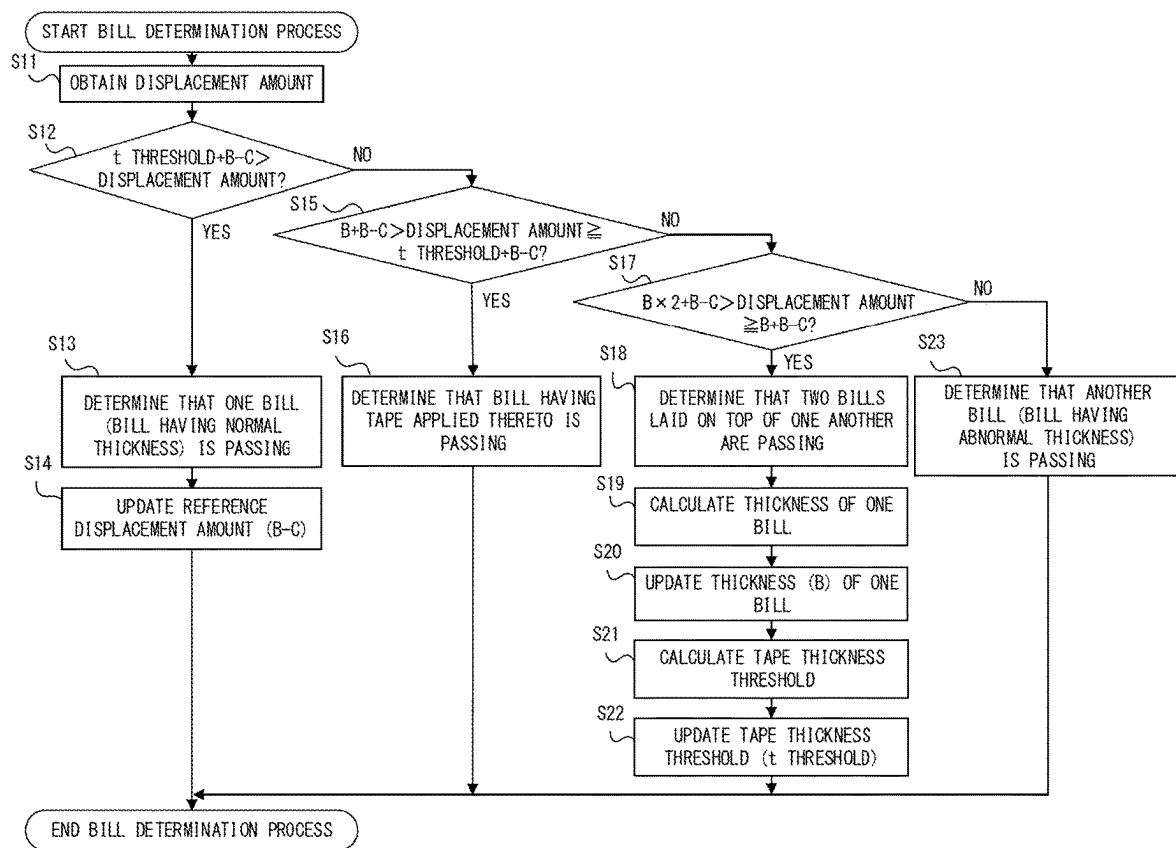 START BILL DETERMINATION PROCESS
S11
OBTAIN DISPLACEMENT AMOUNT
S12
t THRESHOLD+B-C>
DISPLACEMENT AMOUNT?
NO
YES
S15
B+B-C>DISPLACEMENT AMOUNT≧
t THRESHOLD+B-C?
NO
YES
S17
B×2+B-C>DISPLACEMENT AMOUNT
≧B+B-C?
NO
YES
S13
DETERMINE THAT ONE BILL
(BILL HAVING NORMAL
THICKNESS) IS PASSING
S14
UPDATE REFERENCE
DISPLACEMENT AMOUNT (B-C)
S16
DETERMINE THAT BILL HAVING
TAPE APPLIED THERETO IS
PASSING
S18
DETERMINE THAT TWO BILLS
LAID ON TOP OF ONE ANOTHER
ARE PASSING
S19
CALCULATE THICKNESS OF ONE
BILL
S20
UPDATE THICKNESS (B) OF ONE
BILL
S21
CALCULATE TAPE THICKNESS
THRESHOLD
S22
UPDATE TAPE THICKNESS
THRESHOLD (t THRESHOLD)
S23
DETERMINE THAT ANOTHER
BILL (BILL HAVING
ABNORMAL THICKNESS)
IS PASSING
END BILL DETERMINATION PROCESS